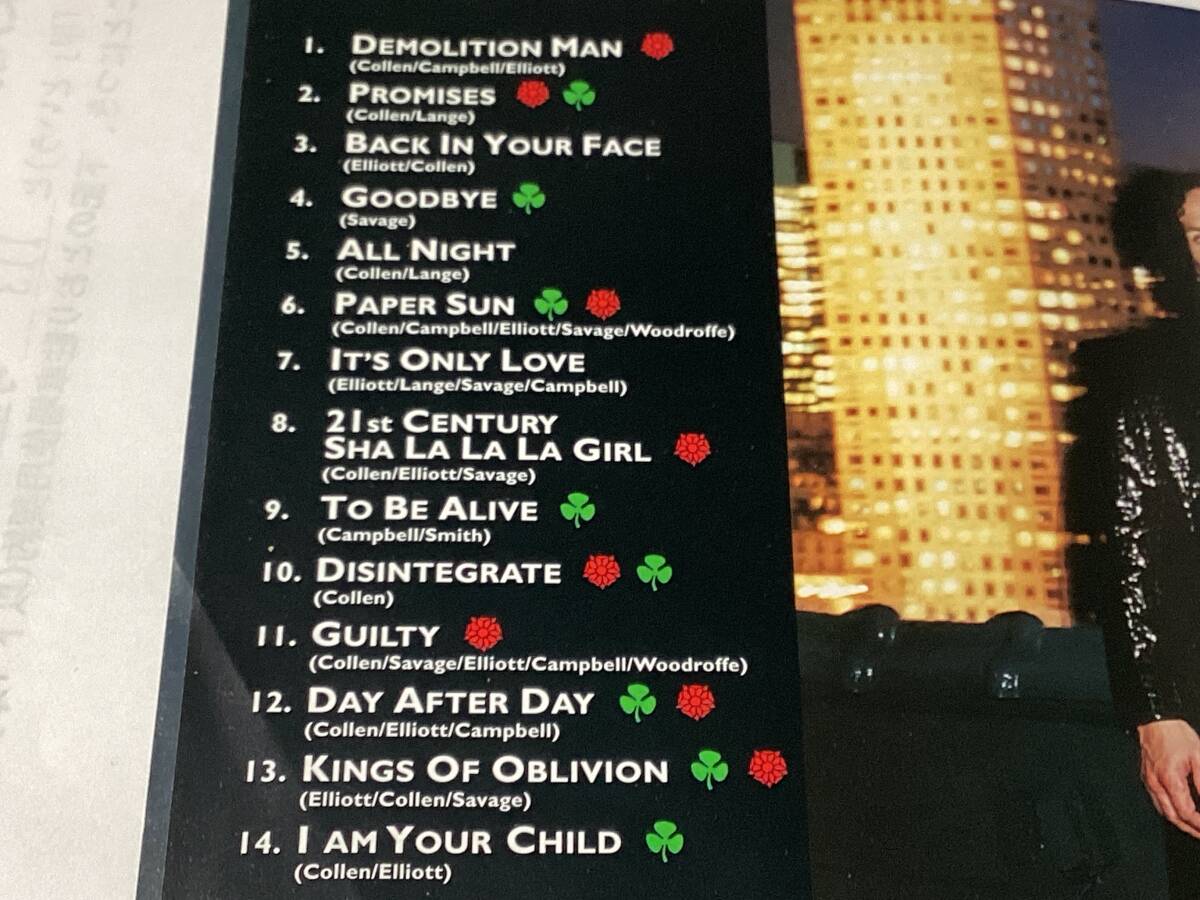 1. DEMOLITION MAN
(Collen/Campbell/Elliott)
2. PROMISES
(Collen/Lange)
3. BACK IN YOUR FACE
(Elliott/Collen)
4. GOODBYE
(Savage)
5. ALL NIGHT
(Collen/Lange)
6. PAPER SUN
(Collen/Campbell/Elliott/Savage/Woodroffe)
7. IT'S ONLY LOVE
(Elliott/Lange/Savage/Campbell)
8. 21st CENTURY
SHA LA LA LA GIRL
(Collen/Elliott/Savage)
9. TO BE ALIVE
(Campbell/Smith)
10. DISINTEGRATE
(Collen)
11. GUILTY
(Collen/Savage/Elliott/Campbell/Woodroffe)
12. DAY AFTER DAY
(Collen/Elliott/Campbell)
13. KINGS OF OBLIVION
(Elliott/Collen/Savage)
14. I AM YOUR CHILD
(Collen/Elliott)